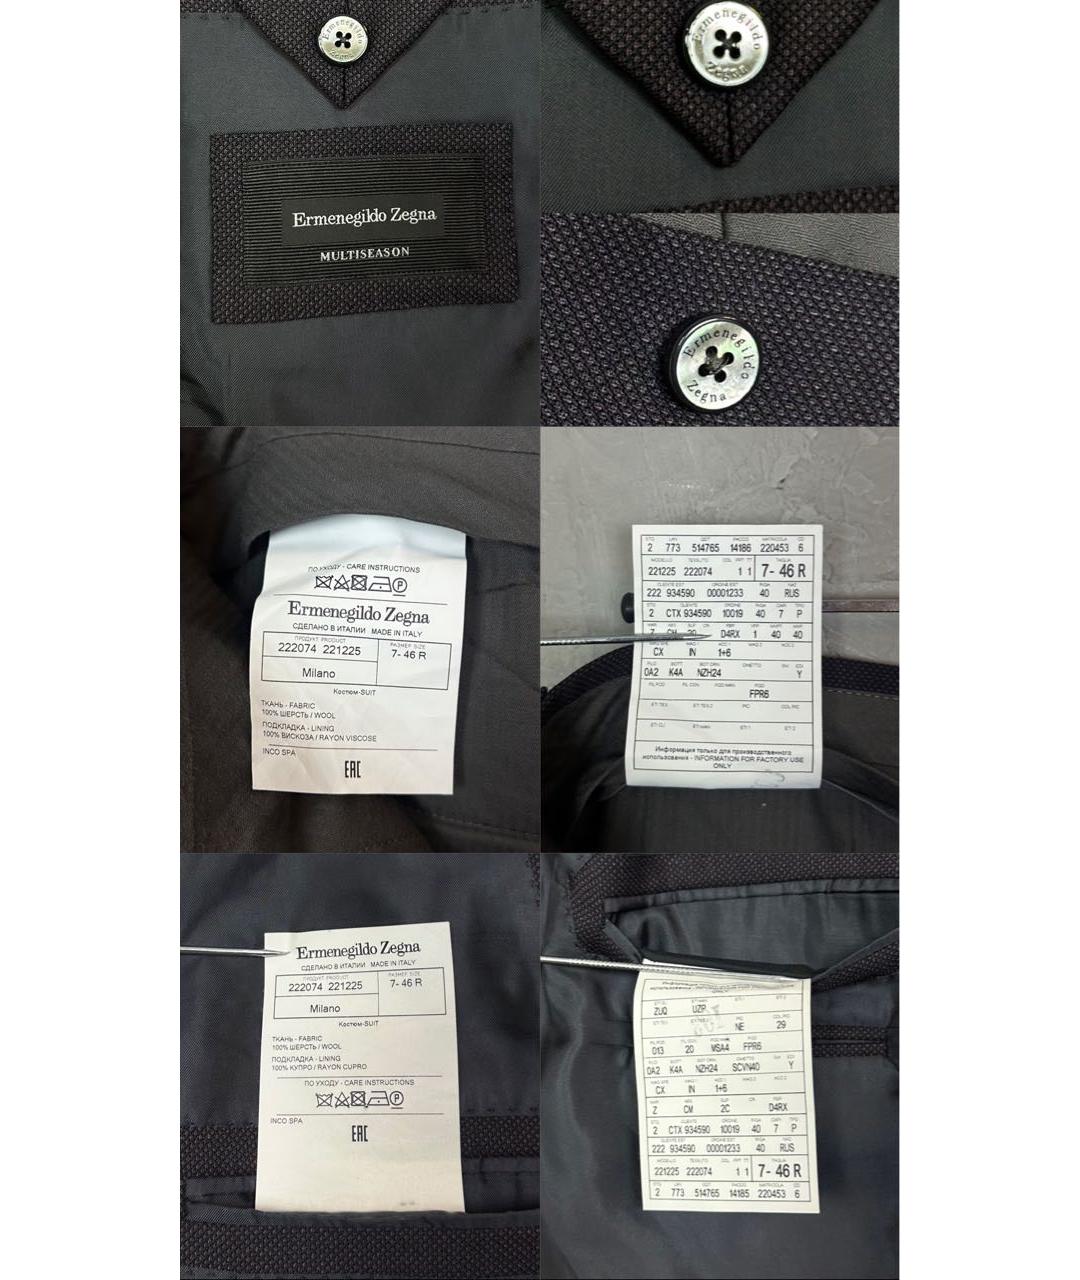 Ermenegildo
Zegna
Ermenegildo Zegna
MULTISEASON
Ermenegildo
Zegna
Ermenegildo
Zegna
ПО УХОДУ - CARE INSTRUCTIONS
P
Ermenegildo Zegna
СДЕЛАНО В ИТАЛИИ MADE IN ITALY
ПРОДУКТ PRODUCT
РАЗМЕР SIZE
222074 221225
7- 46 R
Milano
Костюм-SUIT
ТКАНЬ - FABRIC
100% ШЕРСТЬ / WOOL
ПОДКЛАДКА - LINING
100% ВИСКОЗА / RAYON VISCOSE
INCO SPA
EAC
2 773 514765 14186 220453 6
MODELLO TESSUTO TAGLIA
221225 222074 1 1 7- 46 R
222 934590 00001233 40 RUS
2 CTX 934590 10019 40 7 P
D4RX 1 40 40
CX IN 1+6
0A2 K4A NZH24 Y
FPR6
Информация только для производственного
использования - INFORMATION FOR FACTORY USE
ONLY
Ermenegildo Zegna
СДЕЛАНО В ИТАЛИИ MADE IN ITALY
ПРОДУКТ PRODUCT
РАЗМЕР SIZE
222074 221225
7- 46 R
Milano
Костюм-SUIT
ТКАНЬ - FABRIC
100% ШЕРСТЬ / WOOL
ПОДКЛАДКА - LINING
100% КУПРО / RAYON CUPRO
ПО УХОДУ - CARE INSTRUCTIONS
P
INCO SPA
EAC
ZUQ UZP
NE 29
013 20 MSA4 FPR6
0A2 K4A NZH24 SCVN40 Y
CX IN 1+6
Z CM 2C D4RX
2 CTX 934590 10019 40 7 P
222 934590 00001233 40 RUS
MODELLO TESSUTO TAGLIA
221225 222074 1 1 7- 46 R
2 773 514765 14185 220453 6